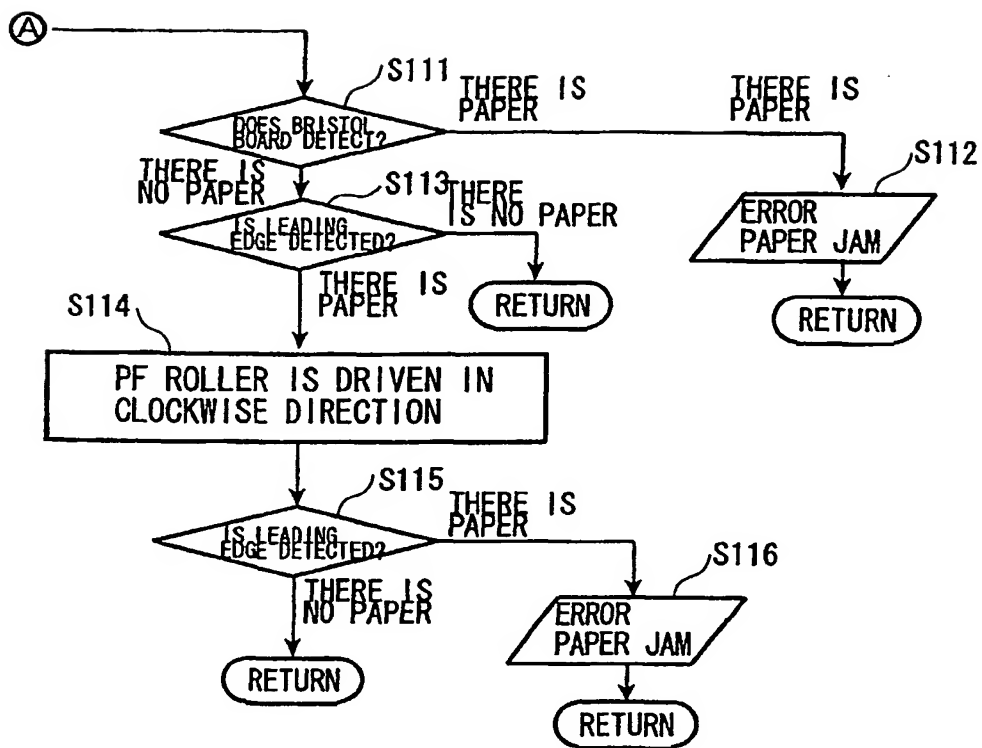 A
S111
THERE IS
PAPER
THERE IS
PAPER
DOES BRISTOL
BOARD DETECT?
S112
THERE IS
NO PAPER
S113
THERE
IS NO PAPER
ERROR
PAPER JAM
IS LEADING
EDGE DETECTED?
THERE IS
PAPER
RETURN
RETURN
S114
PF ROLLER IS DRIVEN IN
CLOCKWISE DIRECTION
S115
THERE IS
PAPER
IS LEADING
EDGE DETECTED?
S116
THERE IS
NO PAPER
ERROR
PAPER JAM
RETURN
RETURN